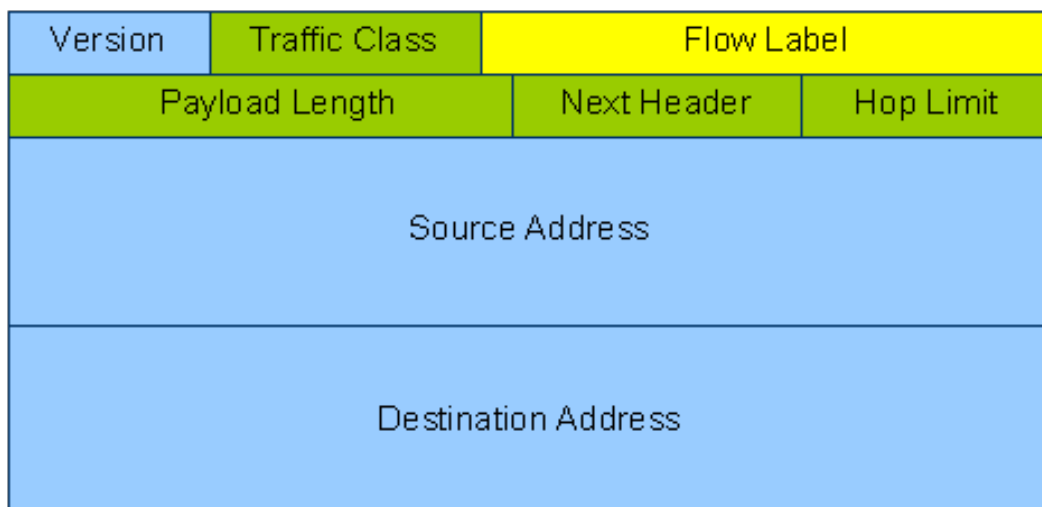 Version Traffic Class Flow Label
Payload Length Next Header Hop Limit
Source Address
Destination Address